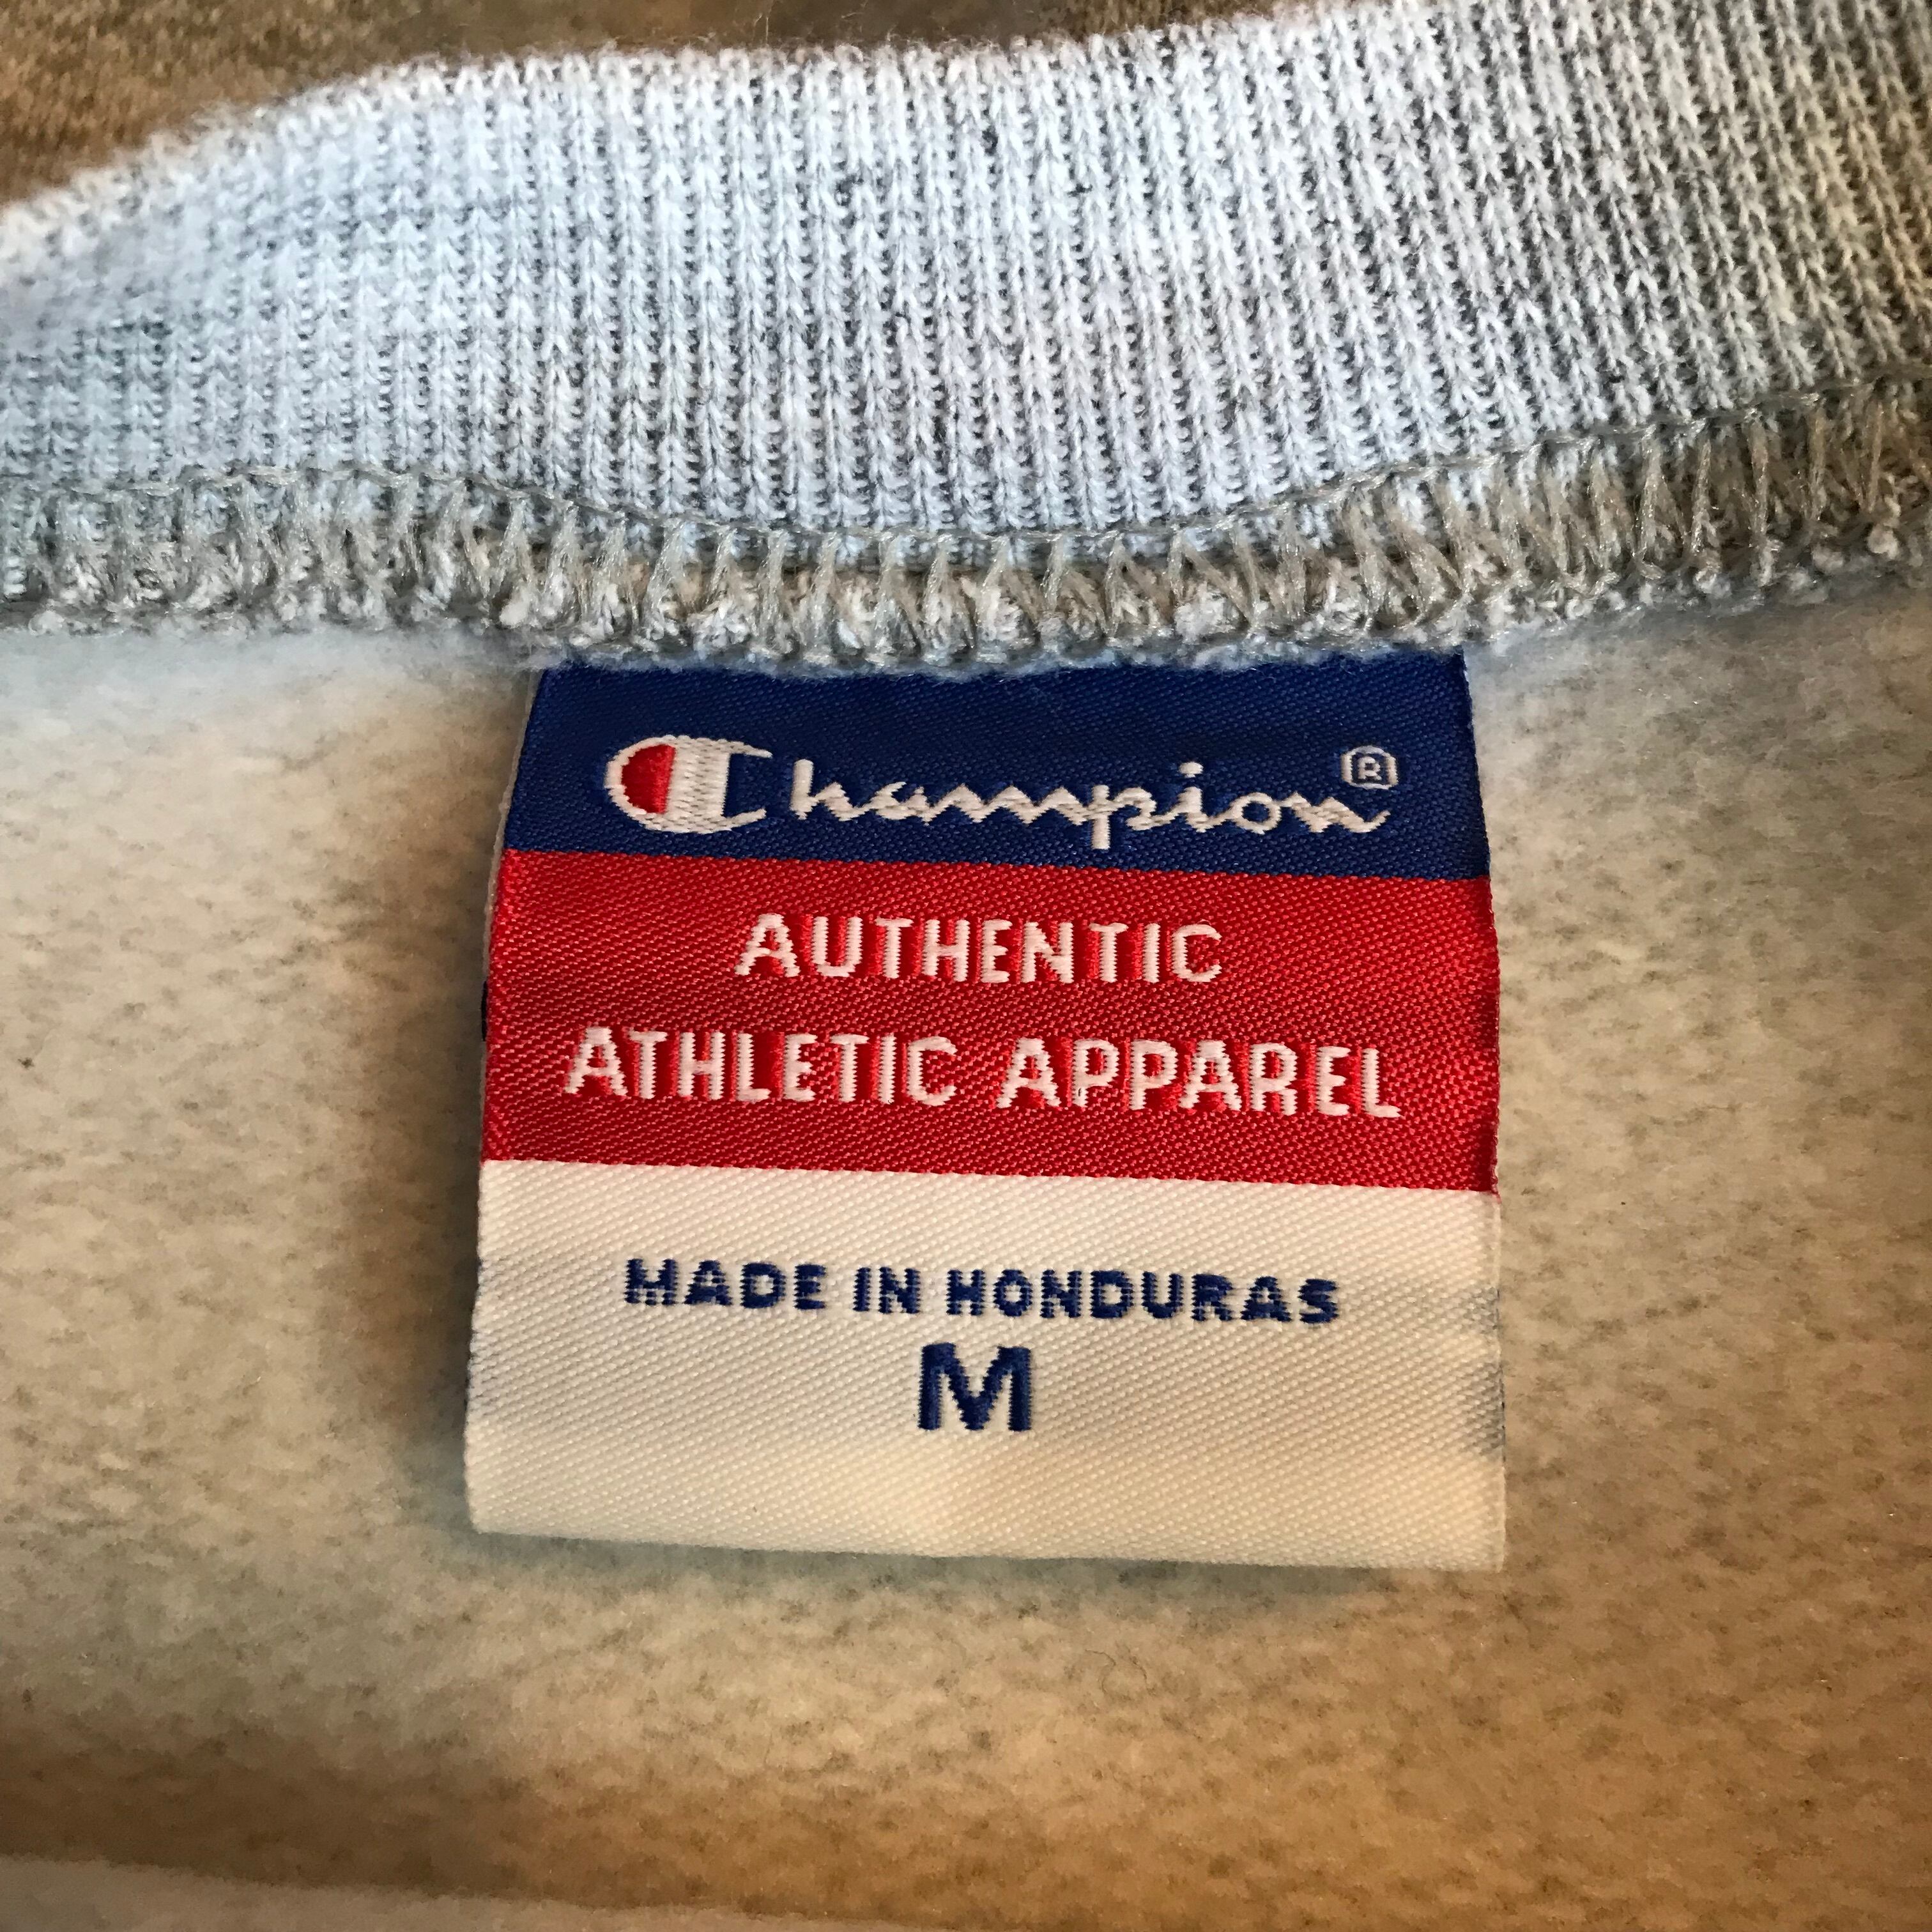 Champion®
AUTHENTIC
ATHLETIC APPAREL
MADE IN HONDURAS
M